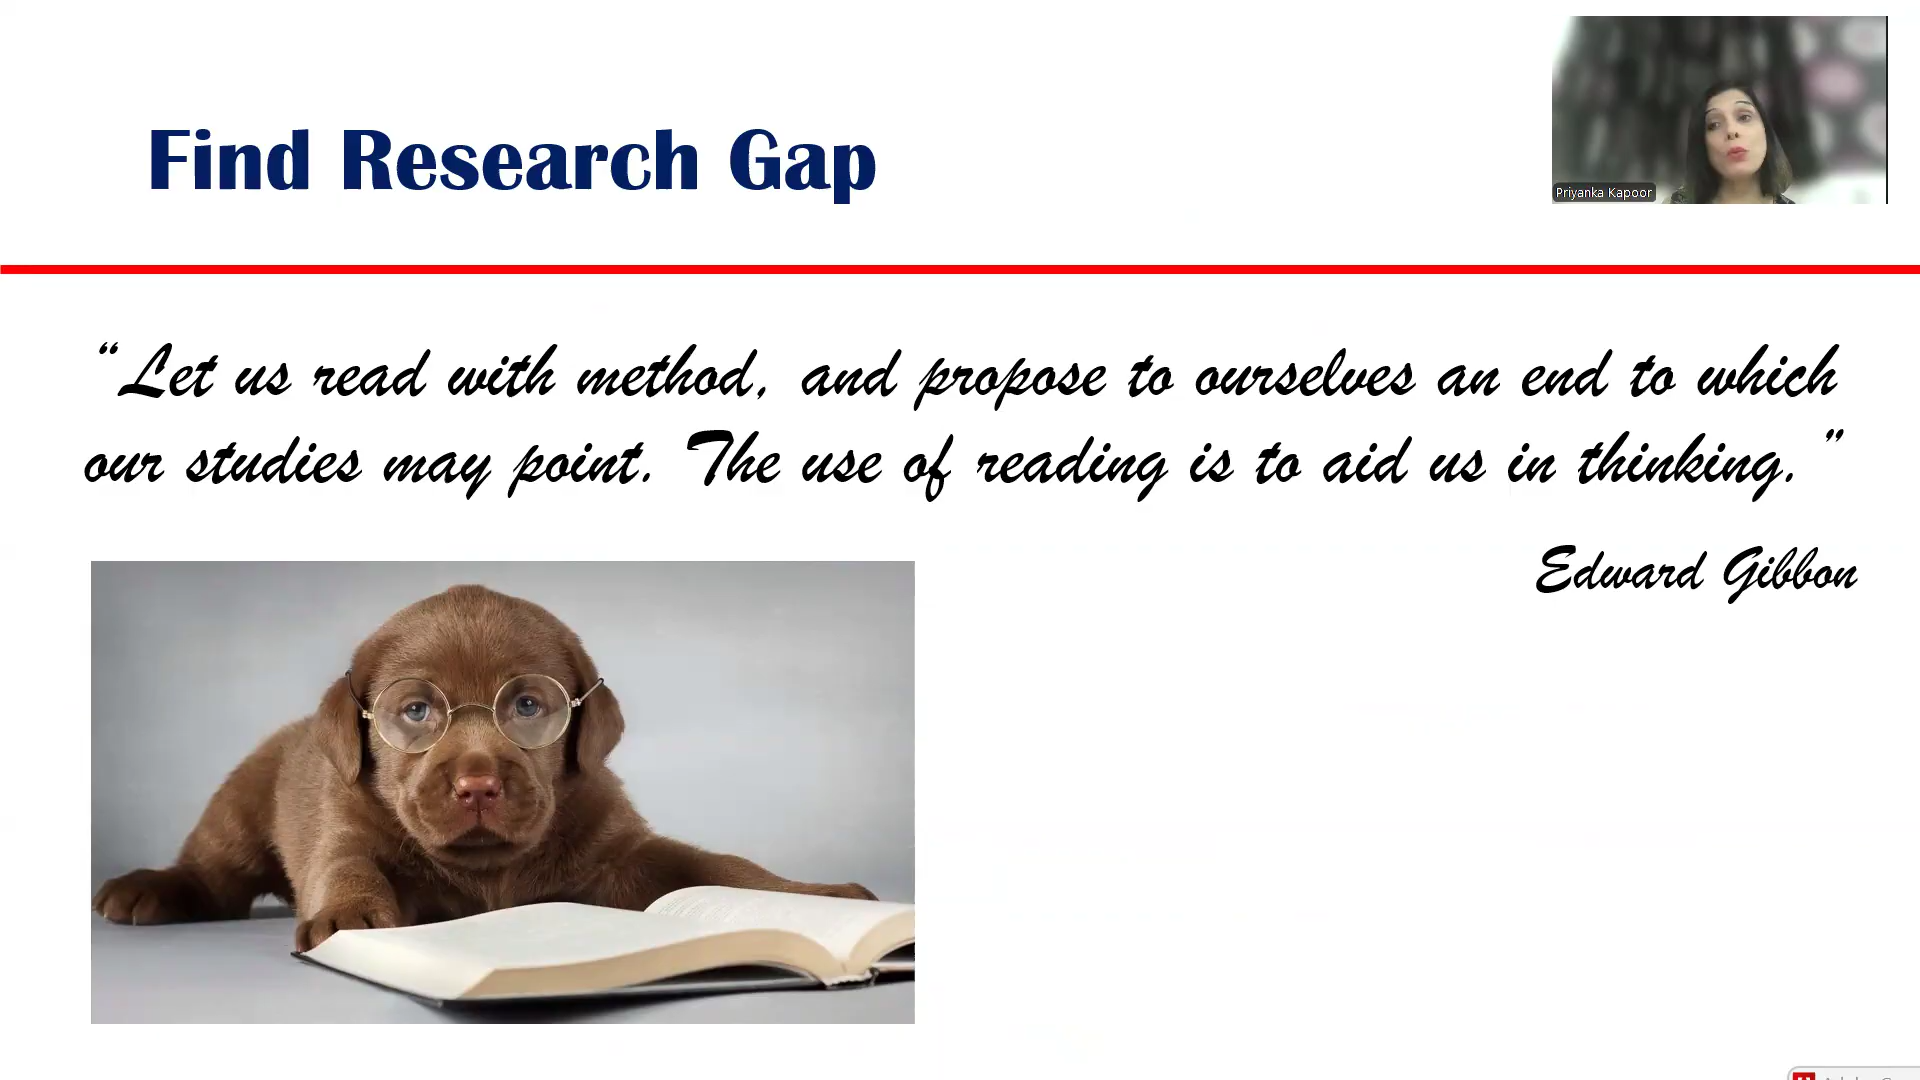 Find Research Gap
Priyanka Kapoor
“Let us read with method, and propose to ourselves an end to which
our studies may point. The use of reading is to aid us in thinking.”
Edward Gibbon